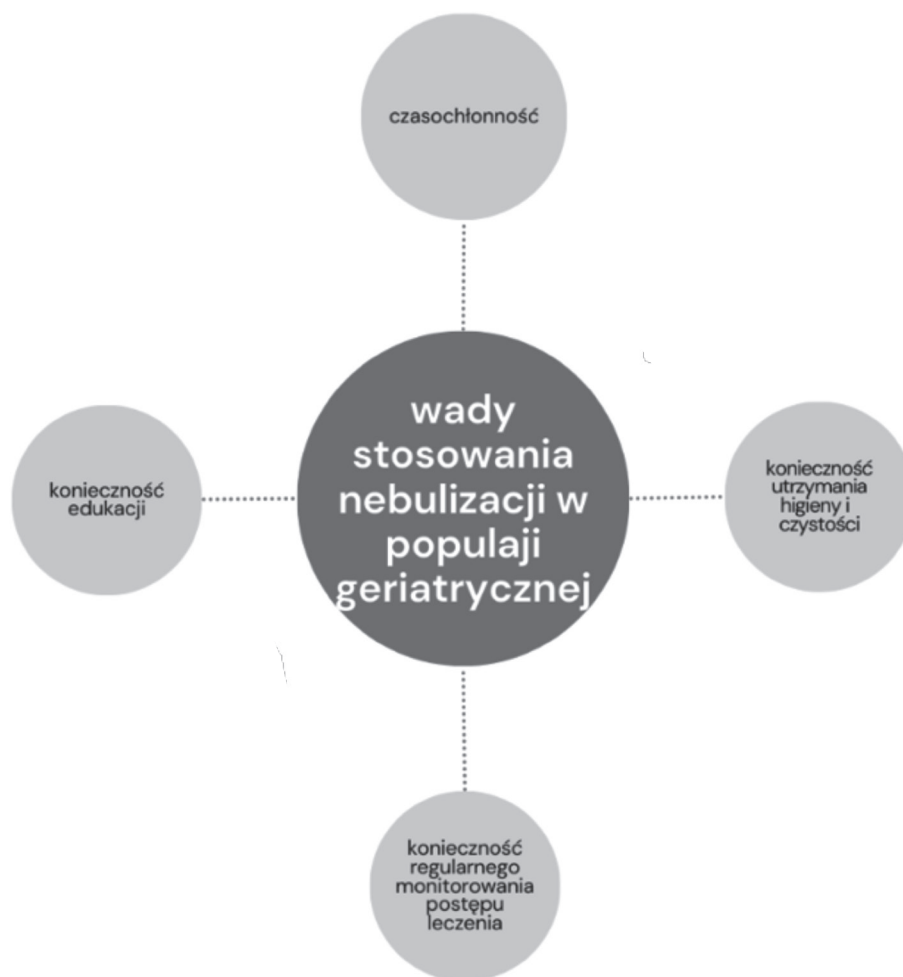 czasochłonność
wady
stosowania
nebulizacji w
populaji
geriatrycznej
konieczność
edukacji
konieczność
utrzymania
higieny i
czystości
konieczność
regularnego
monitorowania
postępu
leczenia